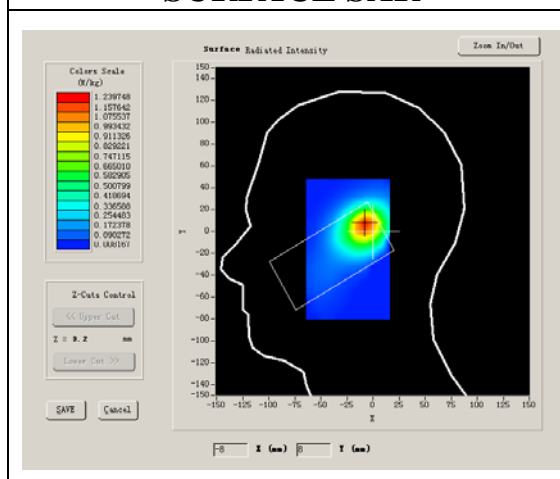 SURFACE SAR
Surface Radiated Intensity
Zoom In/Out
Colors Scale
(W/kg)
1.239748
1.157642
1.075537
0.993432
0.911326
0.829221
0.747115
0.665010
0.582905
0.500799
0.418694
0.336588
0.254483
0.172378
0.090272
0.008167
150
140
120
100
80
60
40
20
0
-20
-40
-60
-80
-100
-120
-140
-150
Y
-150 -125 -100 -75 -50 -25 0 25 50 75 100 125 150
X
Z-Cuts Control
<< Upper Cut
Z = 9.2 mm
Lower Cut >>
SAVE Cancel
-8 X (mm) 8 Y (mm)